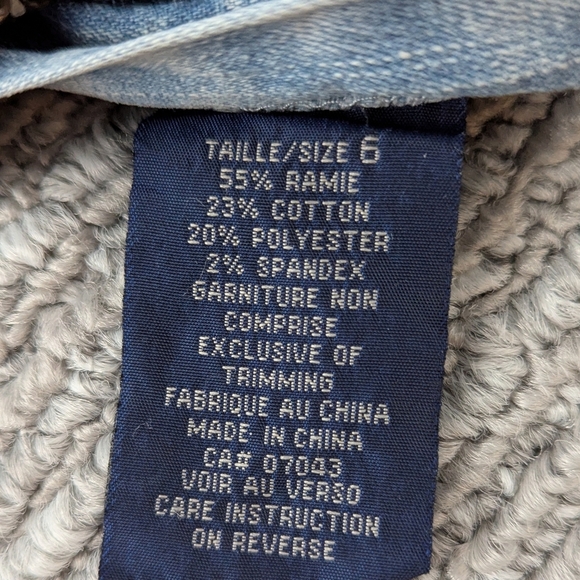 TAILLE/SIZE 6
55% RAMIE
23% COTTON
20% POLYESTER
2% SPANDEX
GARNITURE NON
COMPRISE
EXCLUSIVE OF
TRIMMING
FABRIQUE AU CHINA
MADE IN CHINA
CA# 07043
VOIR AU VERSO
CARE INSTRUCTION
ON REVERSE